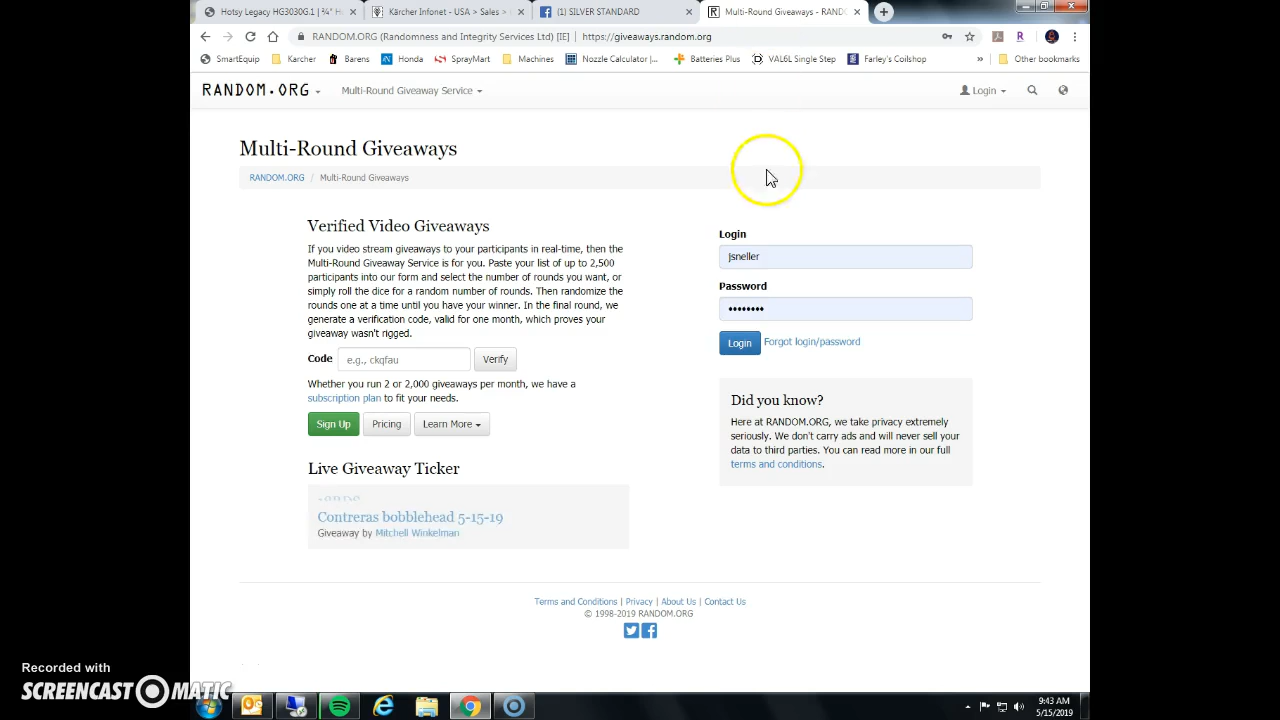 Hotsy Legacy HG3030G.1 | ¾" H
Kärcher Infonet - USA > Sales >
(1) SILVER STANDARD
Multi-Round Giveaways - RAND
RANDOM.ORG (Randomness and Integrity Services Ltd) [IE] | https://giveaways.random.org
SmartEquip Karcher Barens Honda SprayMart Machines Nozzle Calculator |... Batteries Plus VAL6L Single Step Farley's Coilshop » Other bookmarks
RANDOM.ORG Multi-Round Giveaway Service Login
Multi-Round Giveaways
RANDOM.ORG / Multi-Round Giveaways
Verified Video Giveaways
If you video stream giveaways to your participants in real-time, then the
Multi-Round Giveaway Service is for you. Paste your list of up to 2,500
participants into our form and select the number of rounds you want, or
simply roll the dice for a random number of rounds. Then randomize the
rounds one at a time until you have your winner. In the final round, we
generate a verification code, valid for one month, which proves your
giveaway wasn't rigged.
Code e.g., ckqfau Verify
Whether you run 2 or 2,000 giveaways per month, we have a
subscription plan to fit your needs.
Sign Up Pricing Learn More
Live Giveaway Ticker
Contreras bobblehead 5-15-19
Giveaway by Mitchell Winkelman
Login
jsneller
Password
••••••••
Login Forgot login/password
Did you know?
Here at RANDOM.ORG, we take privacy extremely
seriously. We don't carry ads and will never sell your
data to third parties. You can read more in our full
terms and conditions.
Terms and Conditions | Privacy | About Us | Contact Us
© 1998-2019 RANDOM.ORG
Recorded with
SCREENCAST MATIC
9:43 AM
5/15/2019